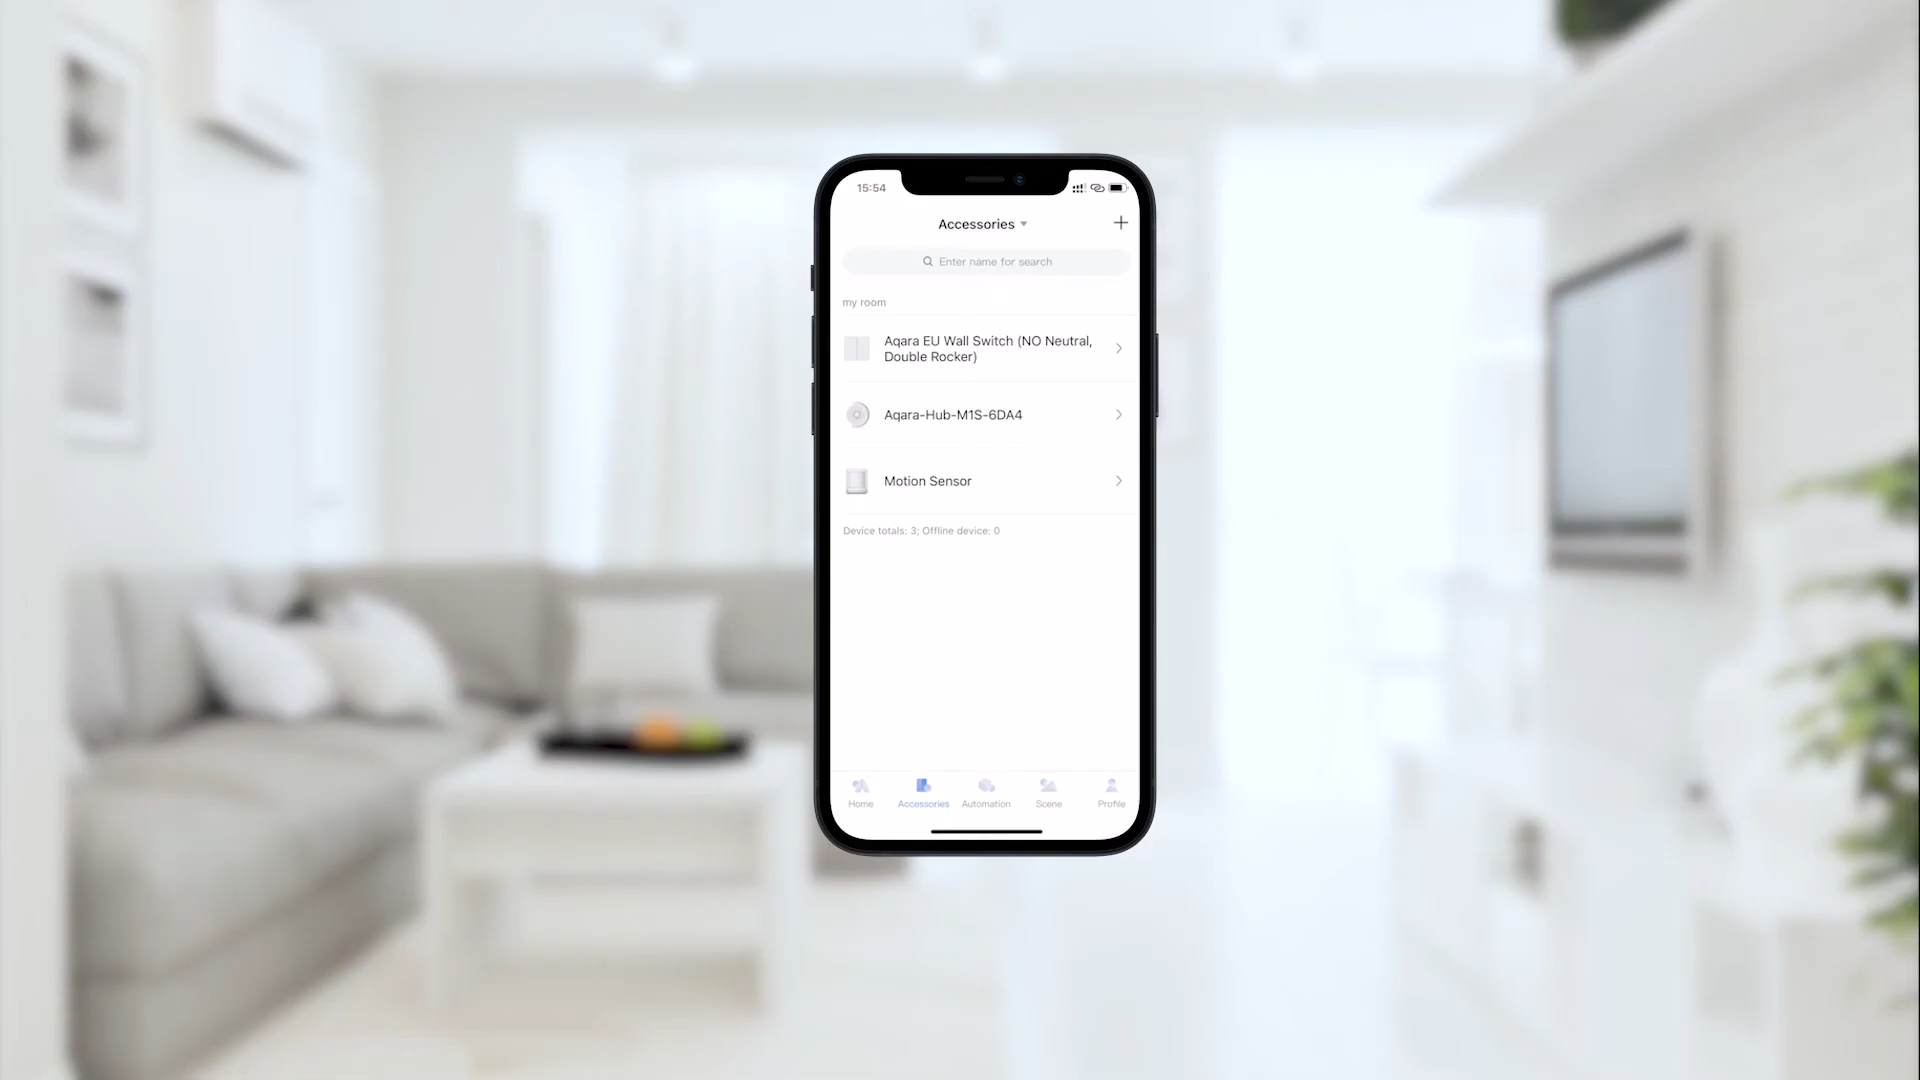 15:54
Accessories
Enter name for search
my room
Aqara EU Wall Switch (NO Neutral,
Double Rocker)
Aqara-Hub-M1S-6DA4
Motion Sensor
Device totals: 3; Offline device: 0
Home Accessories Automation Scene Profile